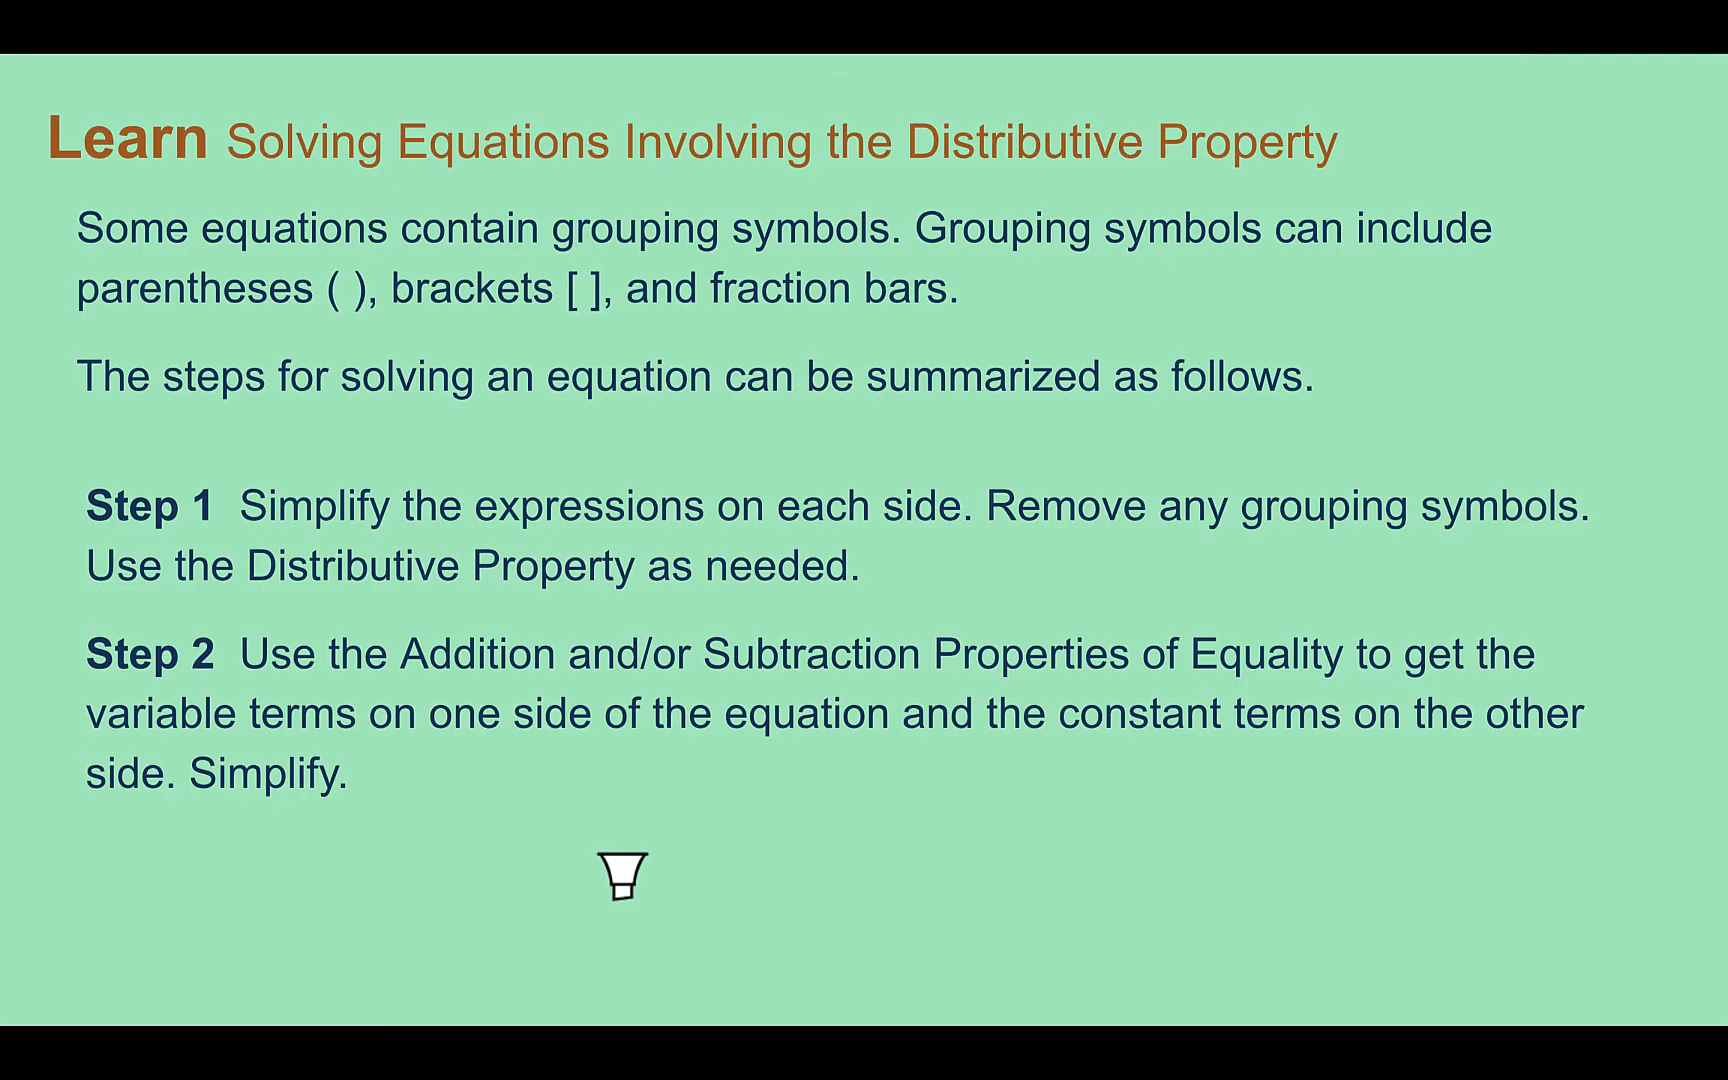 Learn Solving Equations Involving the Distributive Property
Some equations contain grouping symbols. Grouping symbols can include
parentheses ( ), brackets [ ], and fraction bars.
The steps for solving an equation can be summarized as follows.
Step 1 Simplify the expressions on each side. Remove any grouping symbols.
Use the Distributive Property as needed.
Step 2 Use the Addition and/or Subtraction Properties of Equality to get the
variable terms on one side of the equation and the constant terms on the other
side. Simplify.